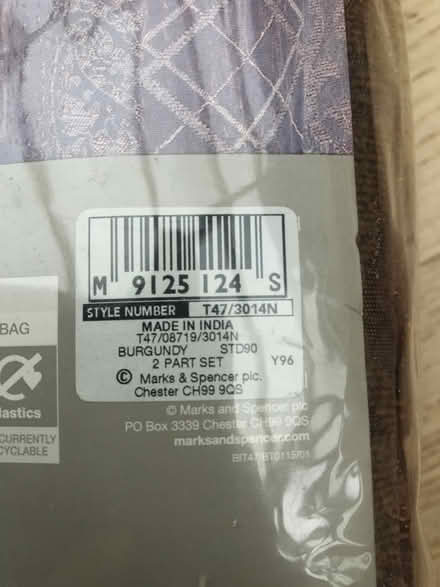 M 9125 124 S
STYLE NUMBER T47/3014N
MADE IN INDIA
T47/08719/3014N
BURGUNDY STD90
2 PART SET Y96
© Marks & Spencer plc.
Chester CH99 9QS
BAG
lastics
CURRENTLY
CYCLABLE
© Marks and Spencer plc
PO Box 3339 Chester CH99 9QS
marksandspencer.com